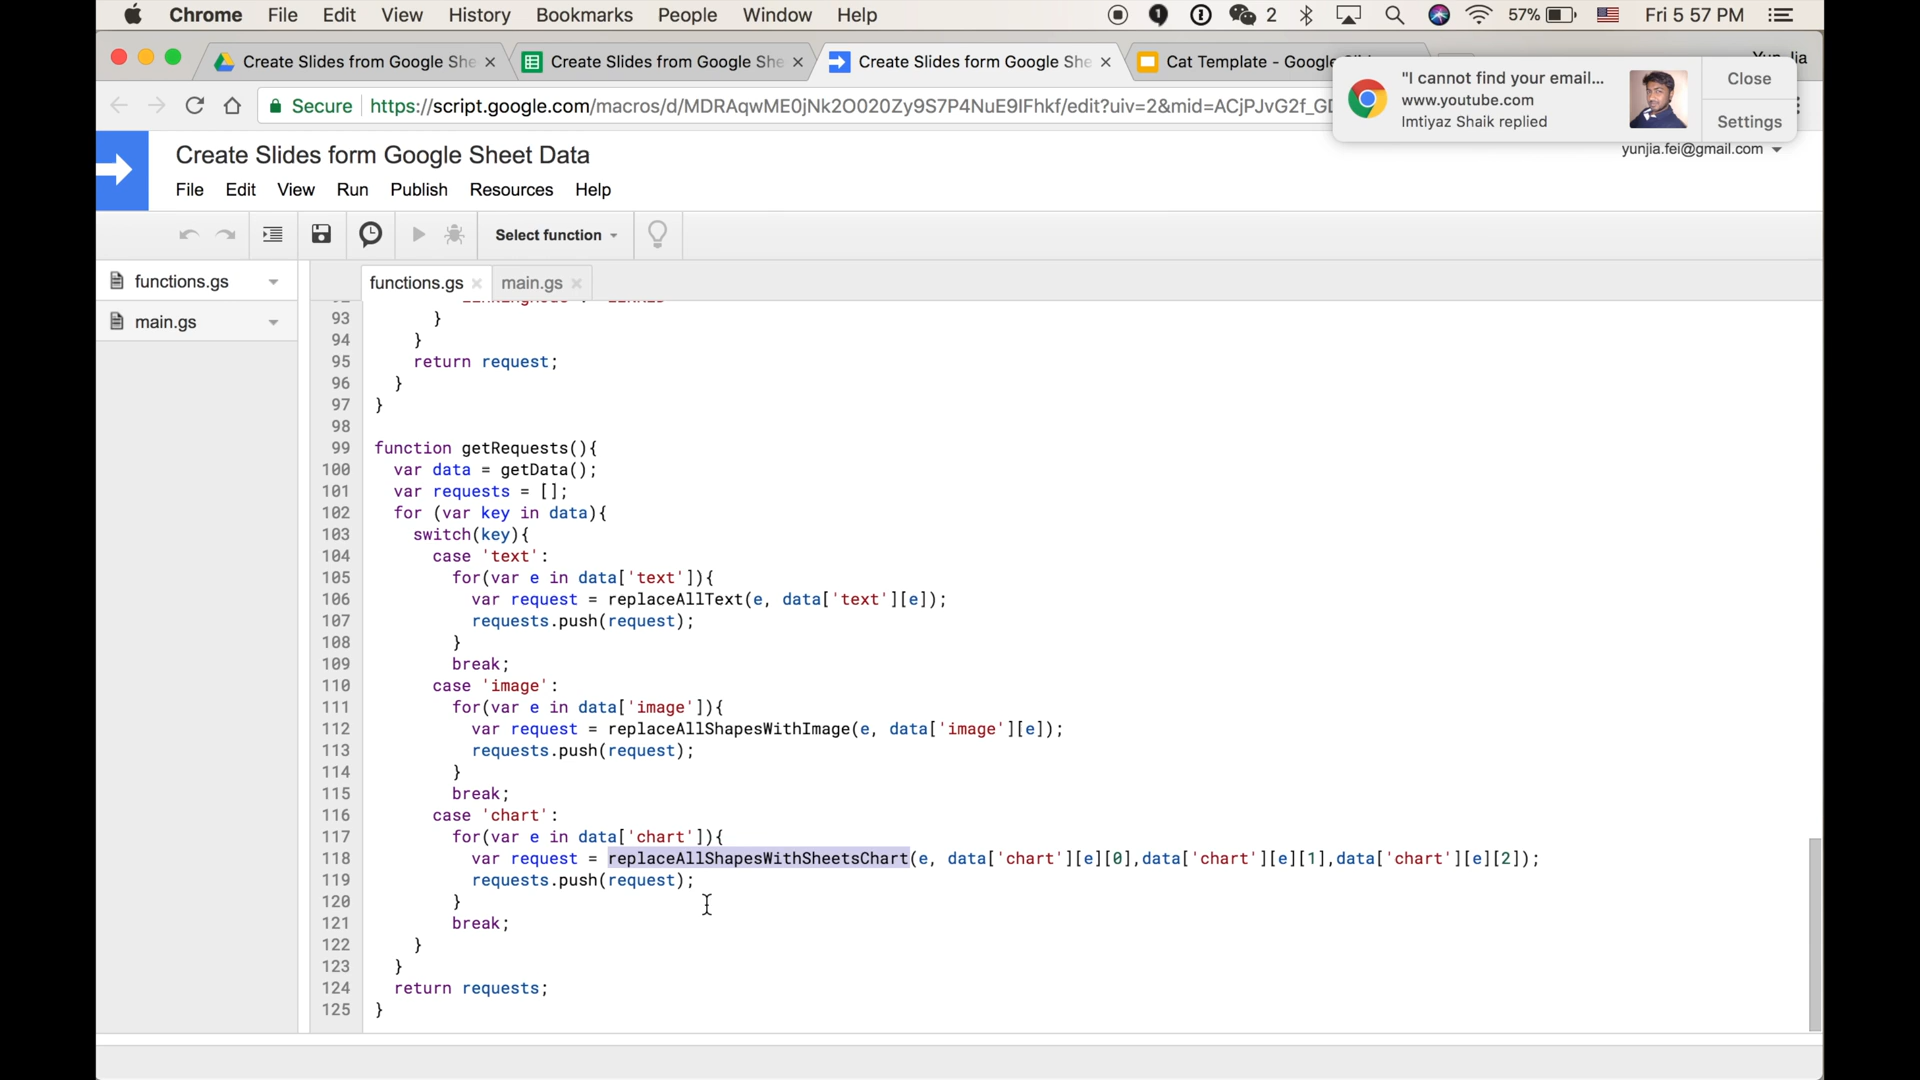 Chrome File Edit View History Bookmarks People Window Help 2 57% Fri 5 57 PM
Create Slides from Google She Create Slides from Google She Create Slides form Google She Cat Template - Google
Secure https://script.google.com/macros/d/MDRAqwME0jNk2O020Zy9S7P4NuE9IFhkf/edit?uiv=2&mid=ACjPJvG2f_GD
"I cannot find your email...
www.youtube.com
Imtiyaz Shaik replied
Close
Settings
Create Slides form Google Sheet Data
yunjia.fei@gmail.com
File Edit View Run Publish Resources Help
Select function
functions.gs
main.gs
functions.gs main.gs
93 }
94 }
95 return request;
96 }
97 }
98
99 function getRequests(){
100 var data = getData();
101 var requests = [];
102 for (var key in data){
103 switch(key){
104 case 'text':
105 for(var e in data['text']){
106 var request = replaceAllText(e, data['text'][e]);
107 requests.push(request);
108 }
109 break;
110 case 'image':
111 for(var e in data['image']){
112 var request = replaceAllShapesWithImage(e, data['image'][e]);
113 requests.push(request);
114 }
115 break;
116 case 'chart':
117 for(var e in data['chart']){
118 var request = replaceAllShapesWithSheetsChart(e, data['chart'][e][0],data['chart'][e][1],data['chart'][e][2]);
119 requests.push(request);
120 }
121 break;
122 }
123 }
124 return requests;
125 }